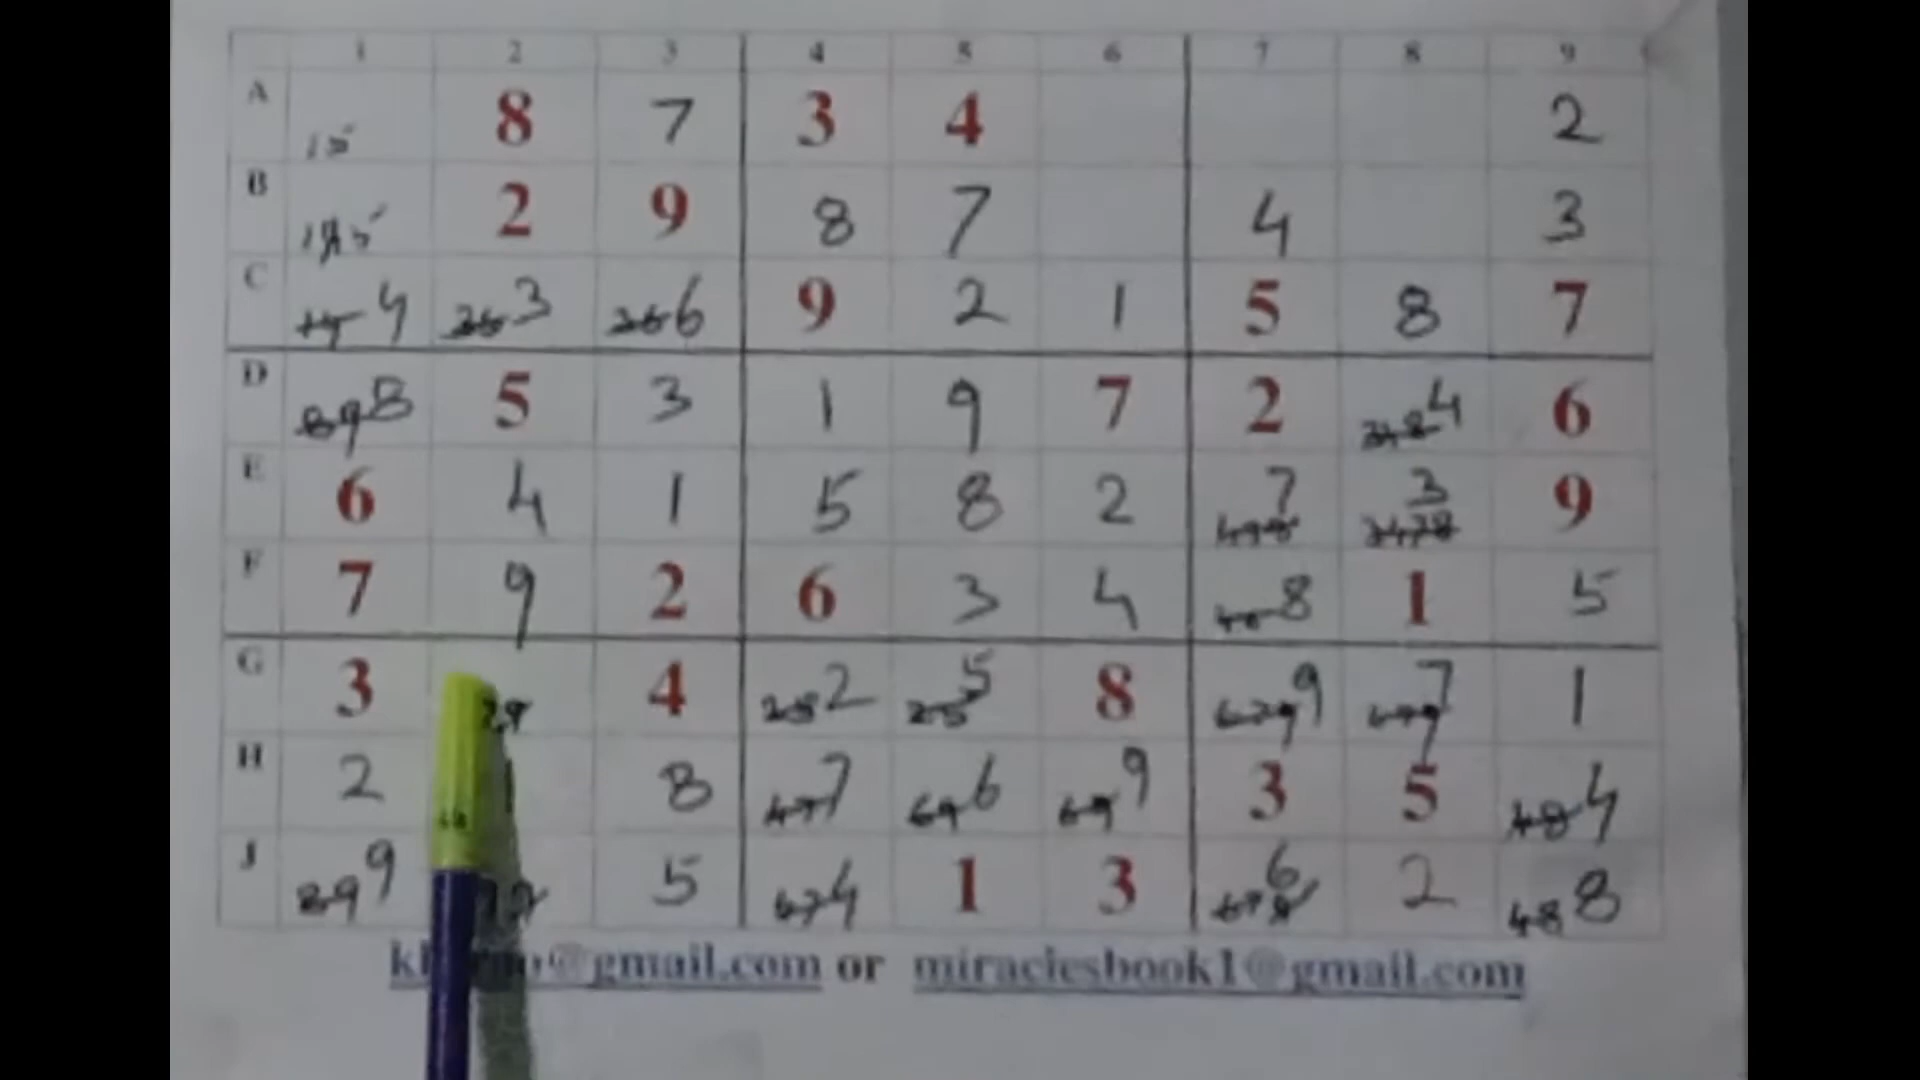 1 2 3 4 5 6 7 8 9
A 15 8 7 3 4 2
B 2 9 8 7 4 3
C 4 3 6 9 2 1 5 8 7
D 8 5 3 1 9 7 2 4 6
E 6 4 1 5 8 2 7 3 9
F 7 9 2 6 3 4 8 1 5
G 3 4 2 5 8 9 7 1
H 2 1 8 7 6 9 3 5 4
J 9 5 4 1 3 6 2 8
@gmail.com or miraclesbook1@gmail.com